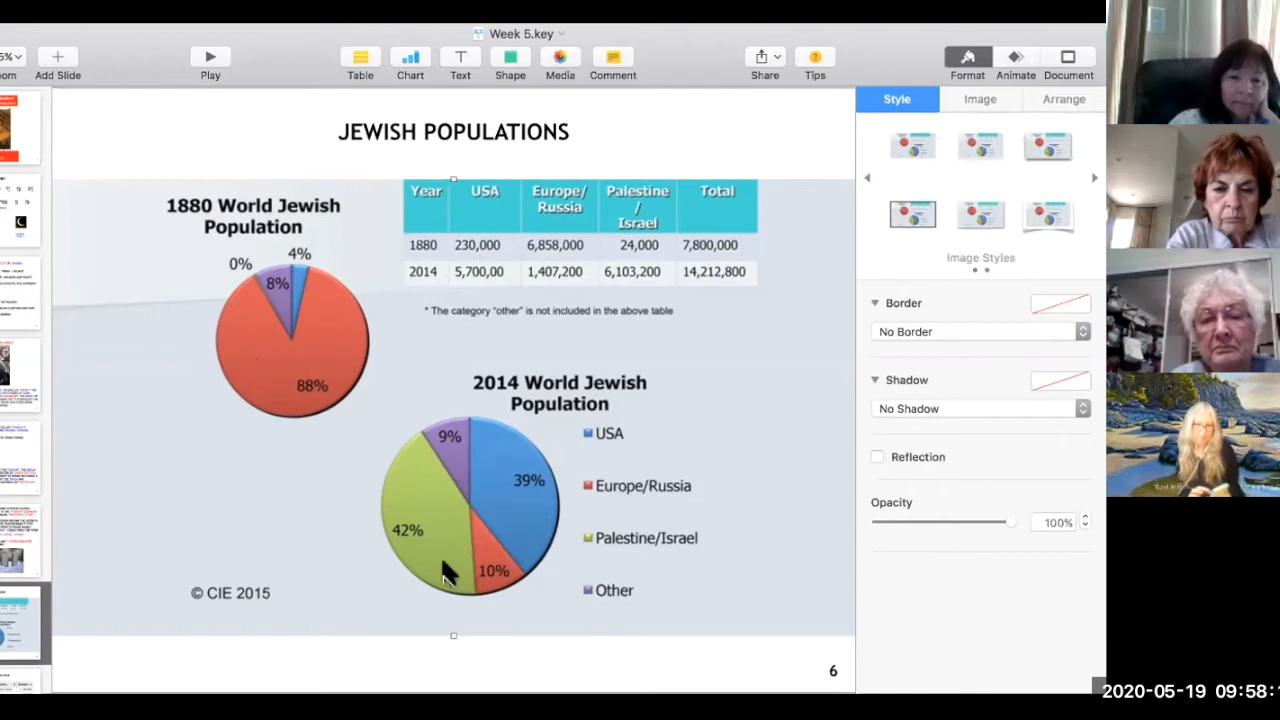 Week 5.key
5%
oom
Add Slide
Play
Table
Chart
Text
Shape
Media
Comment
Share
Tips
Format
Animate
Document
Style
Image
Arrange
JEWISH POPULATIONS
1880 World Jewish
Population
0%
4%
8%
88%
Year USA Europe/ Palestine Total
Russia /
Israel
1880 230,000 6,858,000 24,000 7,800,000
2014 5,700,00 1,407,200 6,103,200 14,212,800
* The category "other" is not included in the above table
2014 World Jewish
Population
9%
39%
42%
10%
USA
Europe/Russia
Palestine/Israel
Other
© CIE 2015
6
Image Styles
Border
No Border
Shadow
No Shadow
Reflection
Opacity
100%
2020-05-19 09:58: